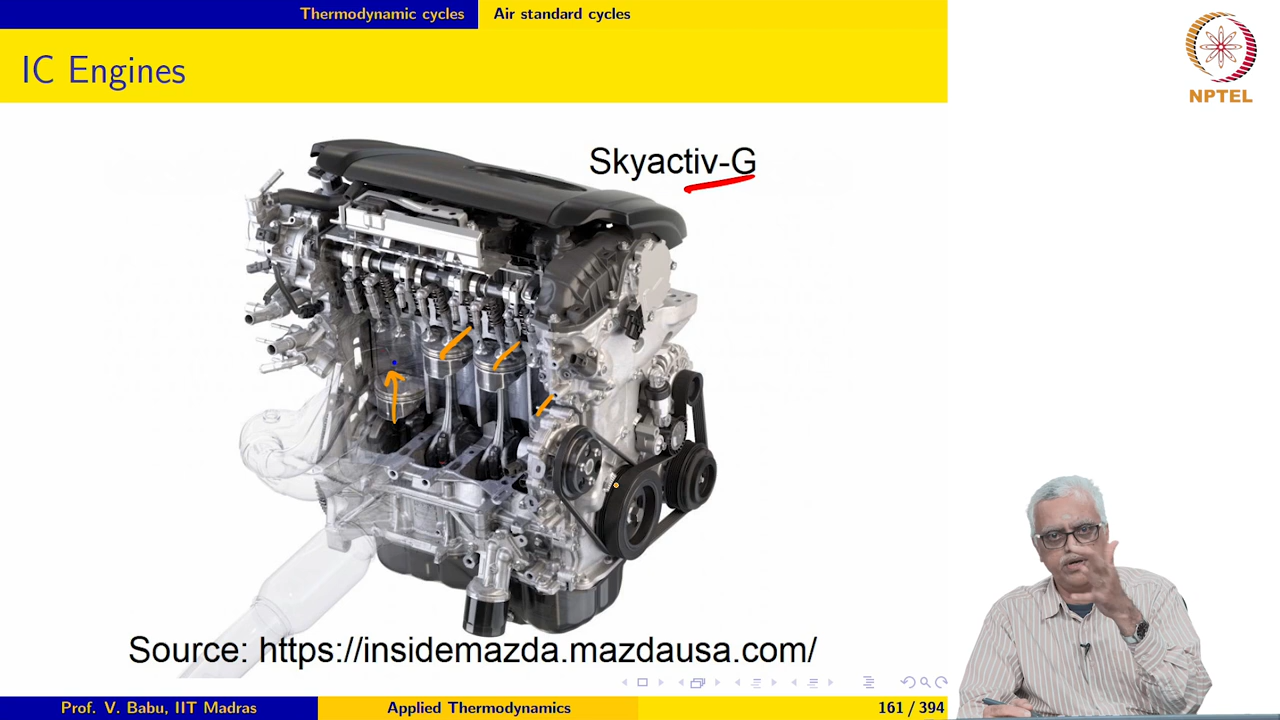 Thermodynamic cycles Air standard cycles
IC Engines
NPTEL
Skyactiv-G
Source: https://insidemazda.mazdausa.com/
Prof. V. Babu, IIT Madras Applied Thermodynamics 161 / 394